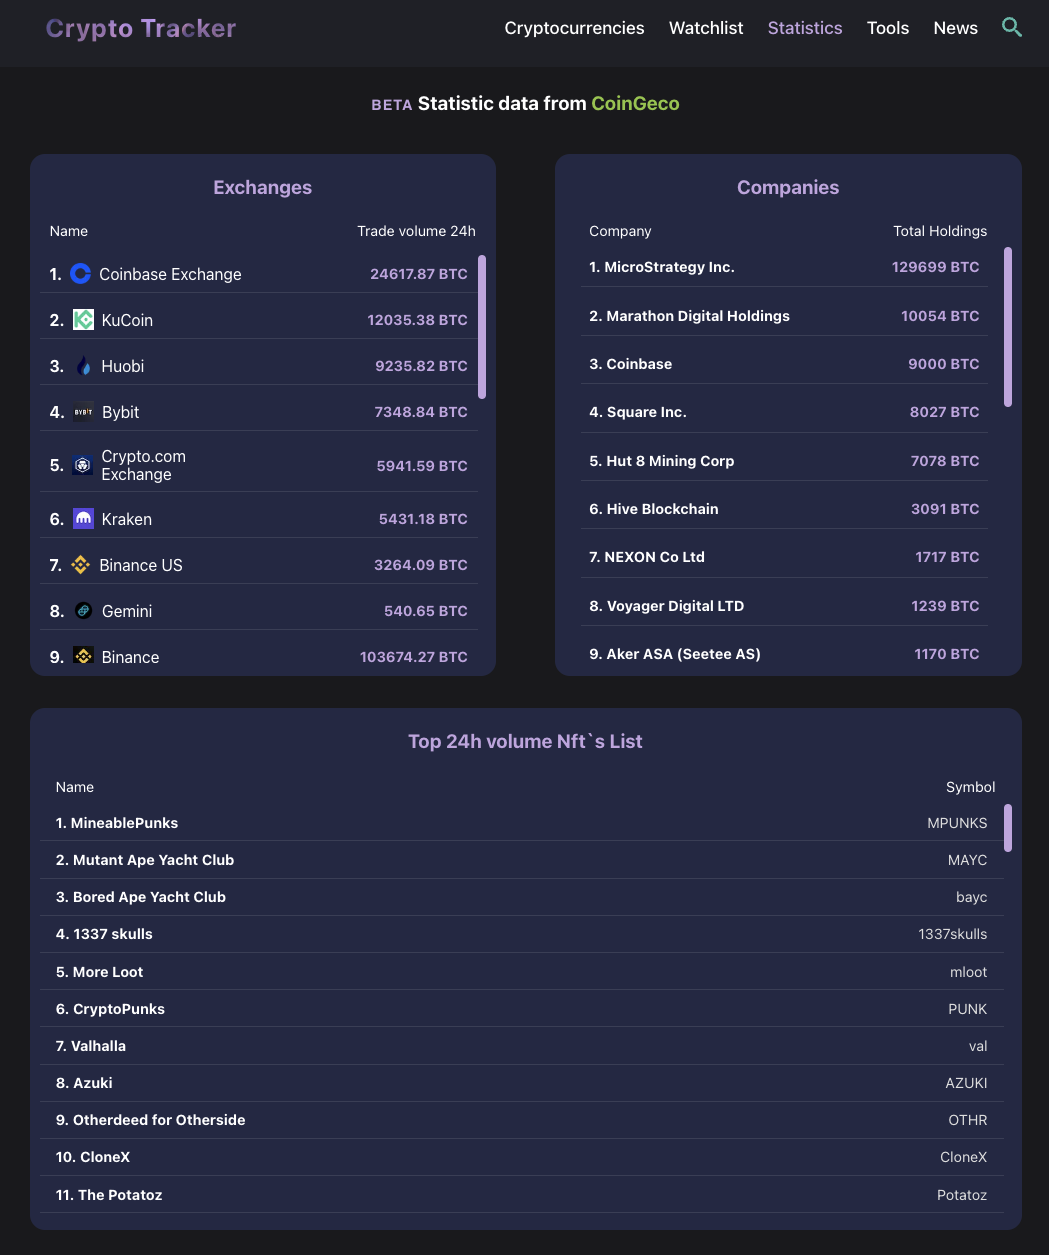 Crypto Tracker
Cryptocurrencies Watchlist Statistics Tools News
BETA Statistic data from CoinGeco
Exchanges
Name Trade volume 24h
1. Coinbase Exchange 24617.87 BTC
2. KuCoin 12035.38 BTC
3. Huobi 9235.82 BTC
4. BYBIT Bybit 7348.84 BTC
5. Crypto.com Exchange 5941.59 BTC
6. Kraken 5431.18 BTC
7. Binance US 3264.09 BTC
8. Gemini 540.65 BTC
9. Binance 103674.27 BTC
Companies
Company Total Holdings
1. MicroStrategy Inc. 129699 BTC
2. Marathon Digital Holdings 10054 BTC
3. Coinbase 9000 BTC
4. Square Inc. 8027 BTC
5. Hut 8 Mining Corp 7078 BTC
6. Hive Blockchain 3091 BTC
7. NEXON Co Ltd 1717 BTC
8. Voyager Digital LTD 1239 BTC
9. Aker ASA (Seetee AS) 1170 BTC
Top 24h volume Nft`s List
Name Symbol
1. MineablePunks MPUNKS
2. Mutant Ape Yacht Club MAYC
3. Bored Ape Yacht Club bayc
4. 1337 skulls 1337skulls
5. More Loot mloot
6. CryptoPunks PUNK
7. Valhalla val
8. Azuki AZUKI
9. Otherdeed for Otherside OTHR
10. CloneX CloneX
11. The Potatoz Potatoz